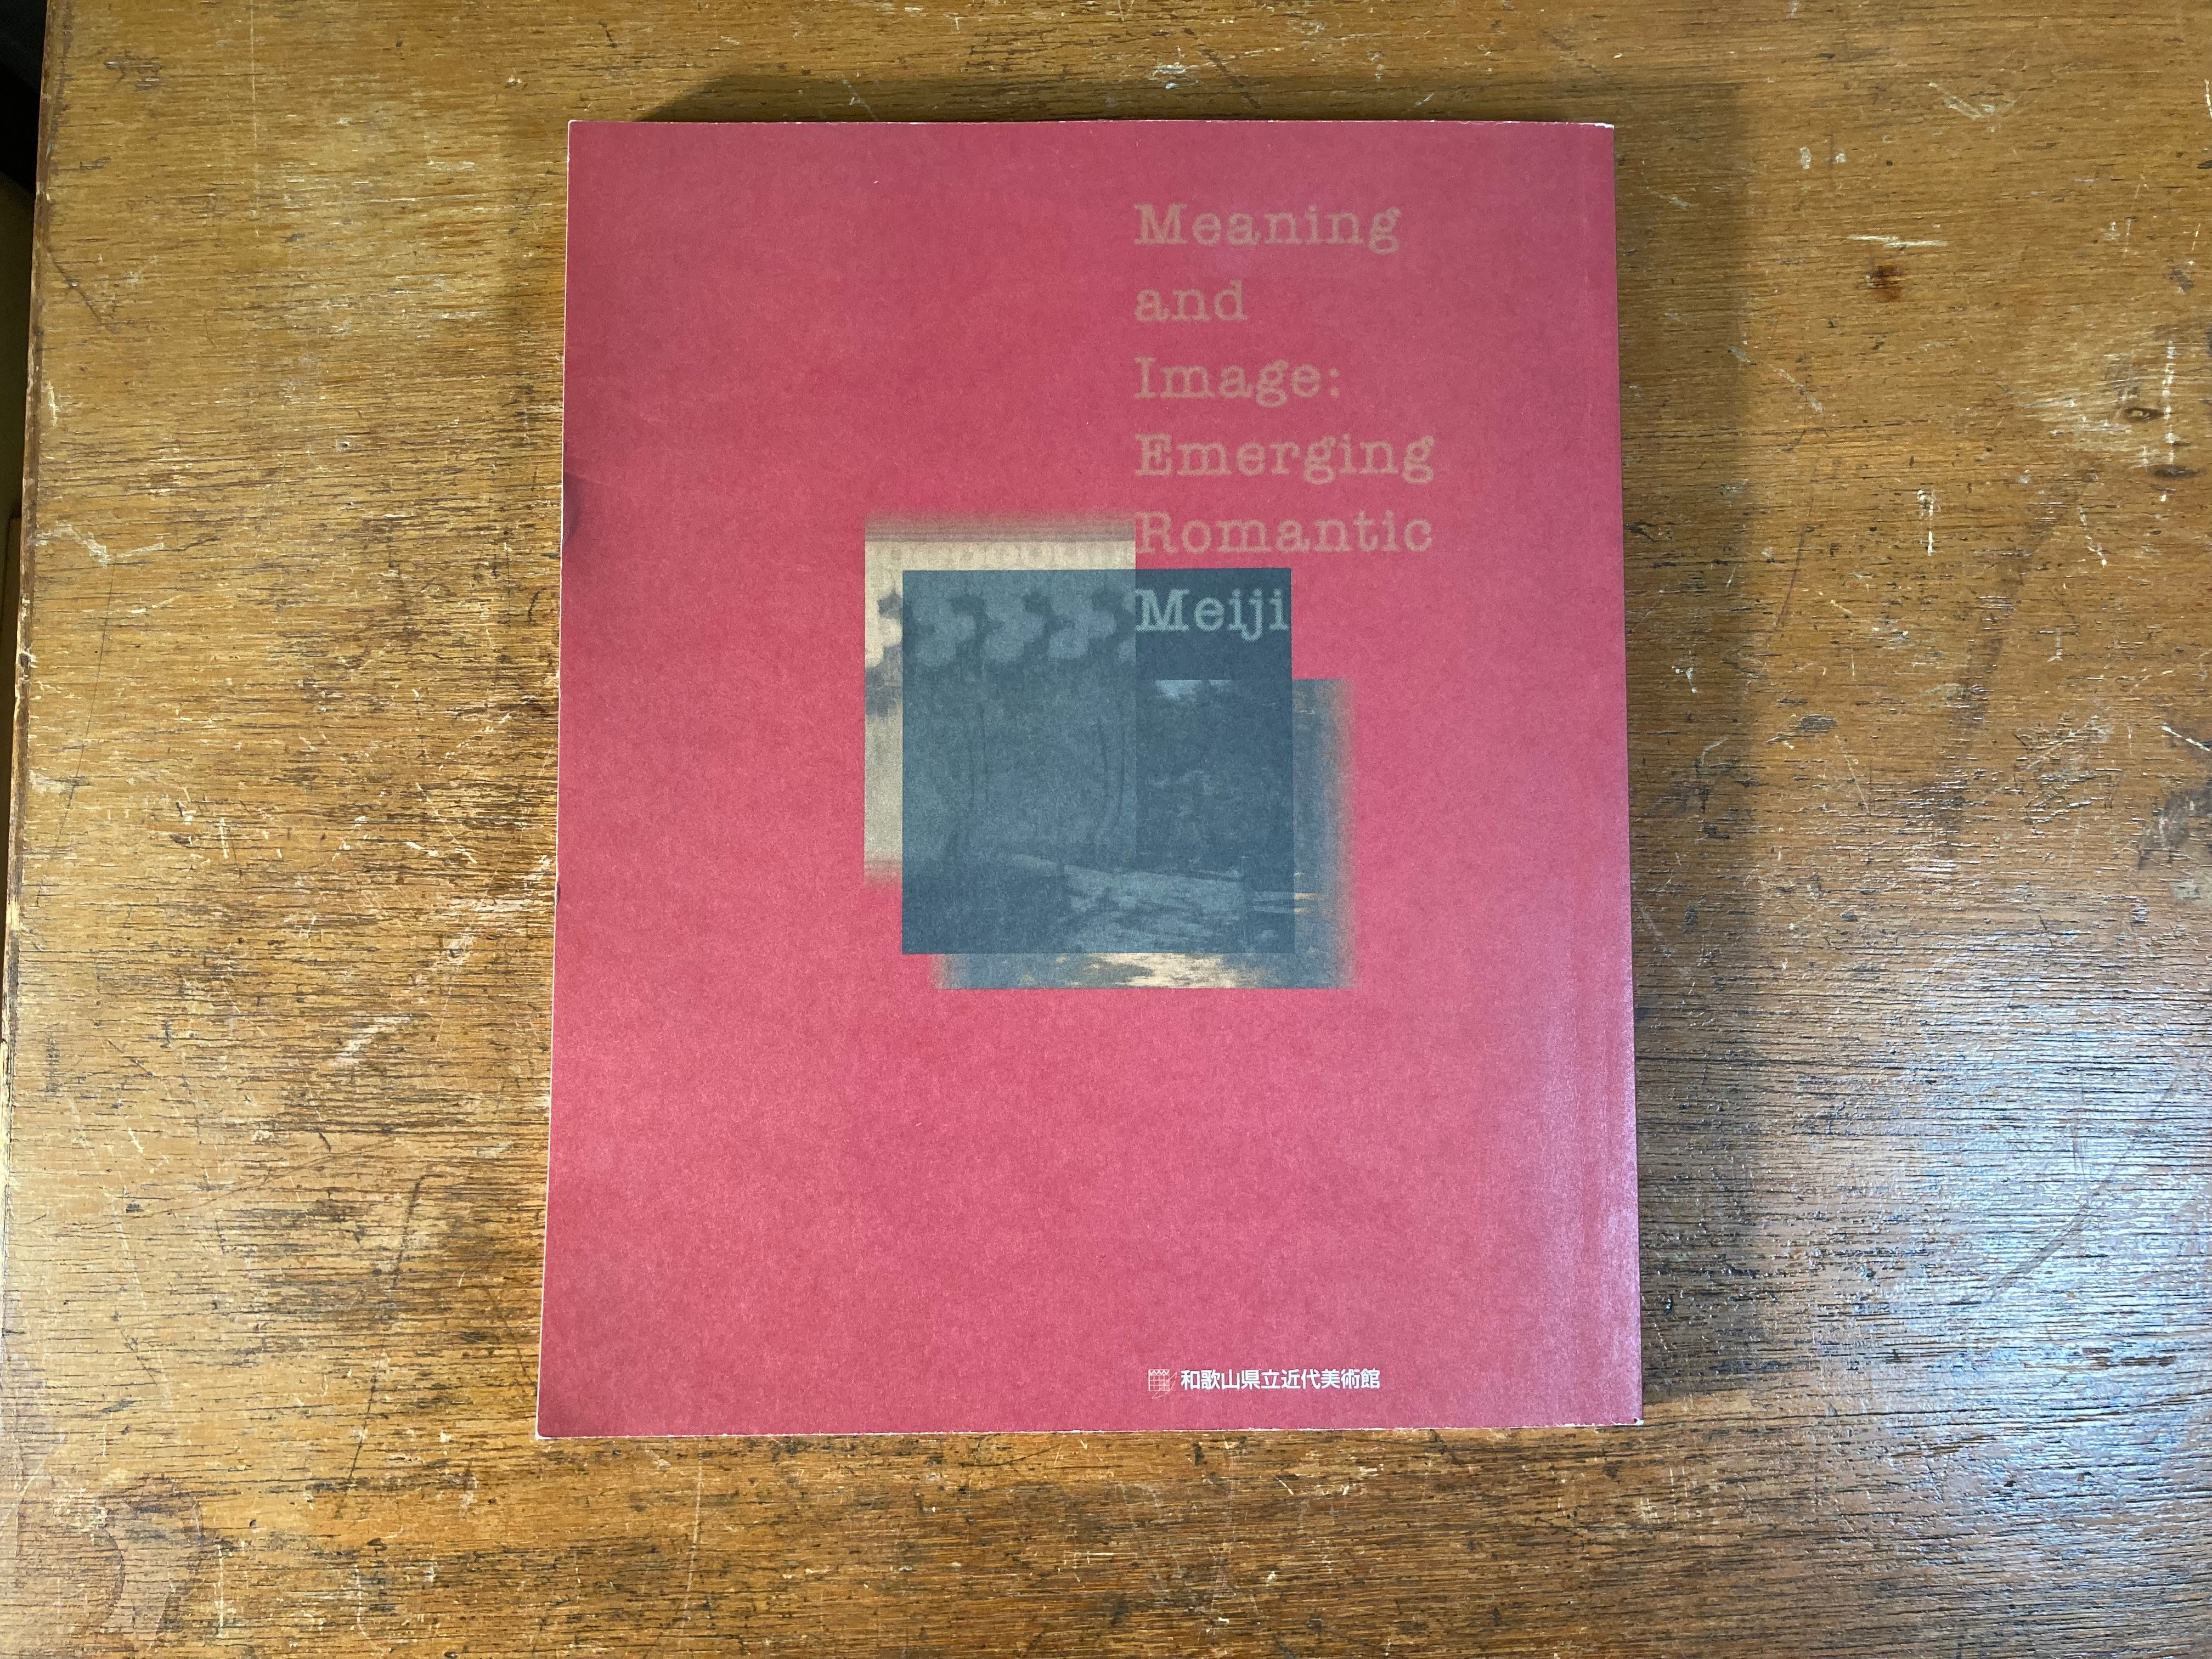 Meaning
and
Image:
Emerging
Romantic
Meiji
和歌山県立近代美術館